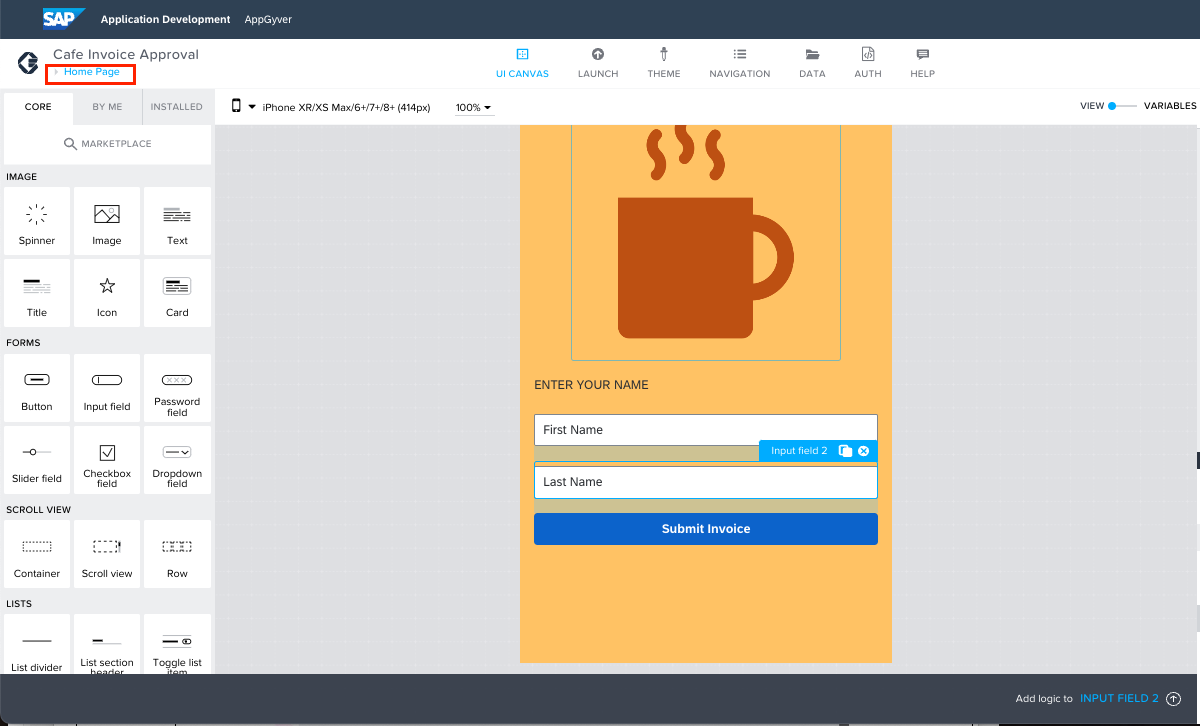 SAP Application Development AppGyver
Cafe Invoice Approval
Home Page
UI CANVAS LAUNCH THEME NAVIGATION DATA AUTH HELP
CORE BY ME INSTALLED
iPhone XR/XS Max/6+/7+/8+ (414px) 100%
VIEW VARIABLES
MARKETPLACE
IMAGE
Spinner Image Text
Title Icon Card
FORMS
Button Input field Password field
Slider field Checkbox field Dropdown field
SCROLL VIEW
Container Scroll view Row
LISTS
List divider List section header Toggle list item
ENTER YOUR NAME
First Name
Input field 2
Last Name
Submit Invoice
Add logic to INPUT FIELD 2